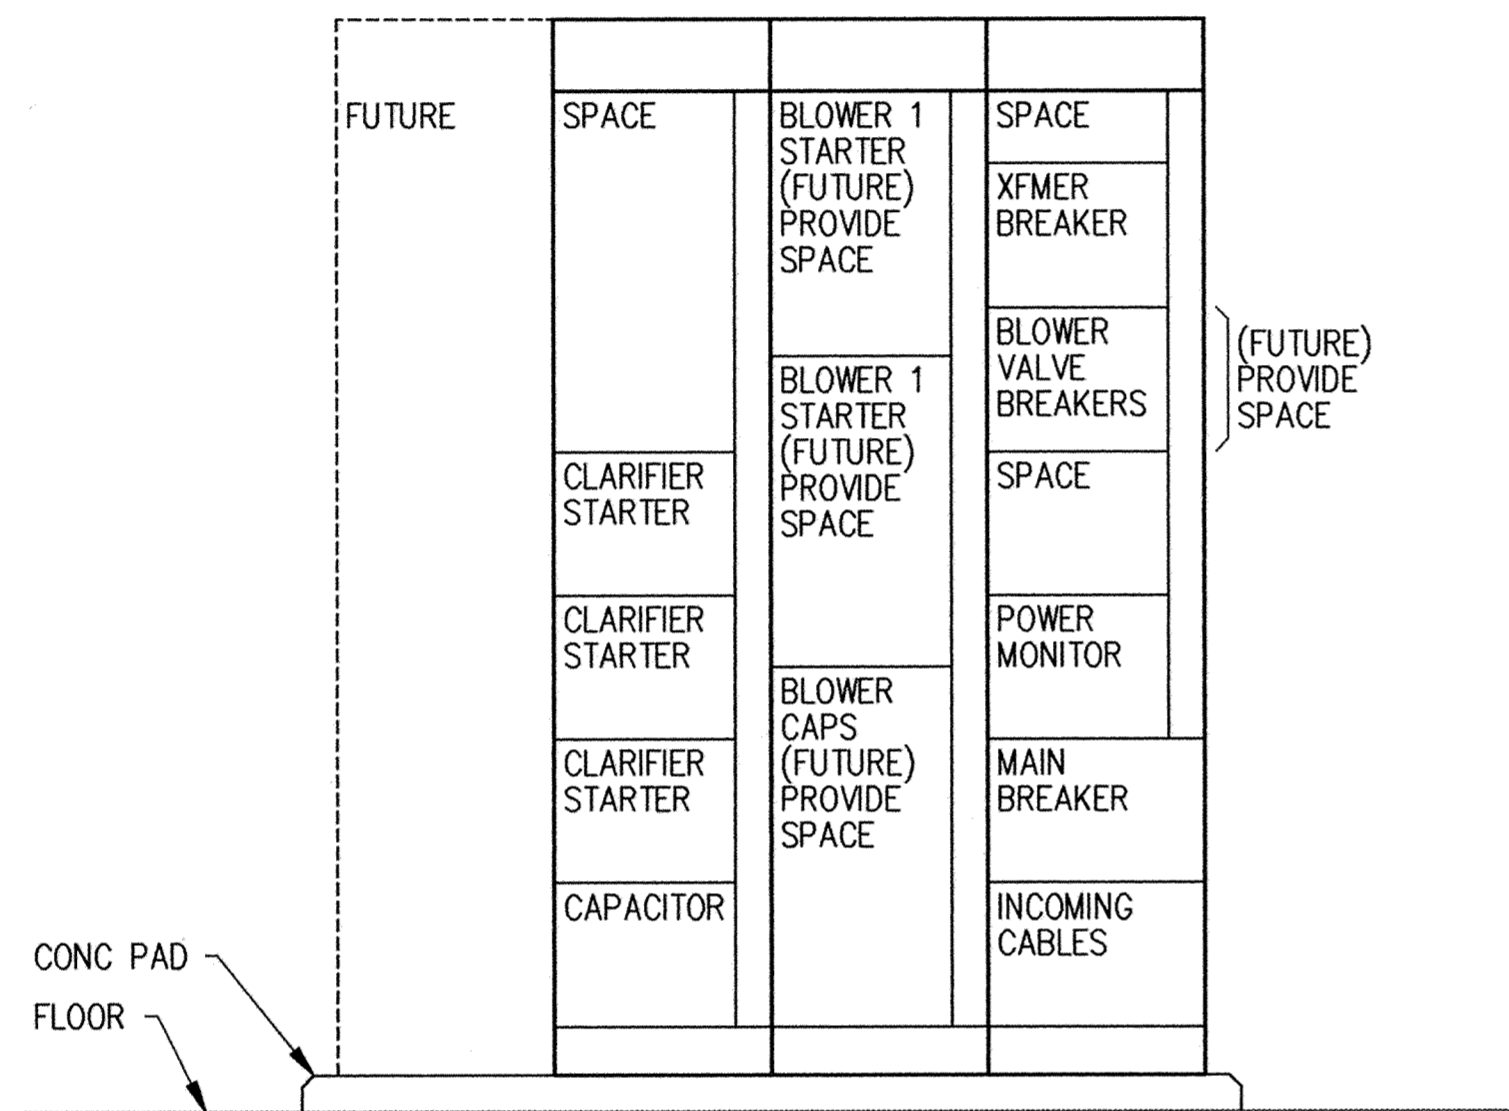 FUTURE
SPACE
CLARIFIER
STARTER
CLARIFIER
STARTER
CLARIFIER
STARTER
CAPACITOR
BLOWER 1
STARTER
(FUTURE)
PROVIDE
SPACE
BLOWER 1
STARTER
(FUTURE)
PROVIDE
SPACE
BLOWER
CAPS
(FUTURE)
PROVIDE
SPACE
SPACE
XFMER
BREAKER
BLOWER
VALVE
BREAKERS
SPACE
POWER
MONITOR
MAIN
BREAKER
INCOMING
CABLES
(FUTURE)
PROVIDE
SPACE
CONC PAD
FLOOR